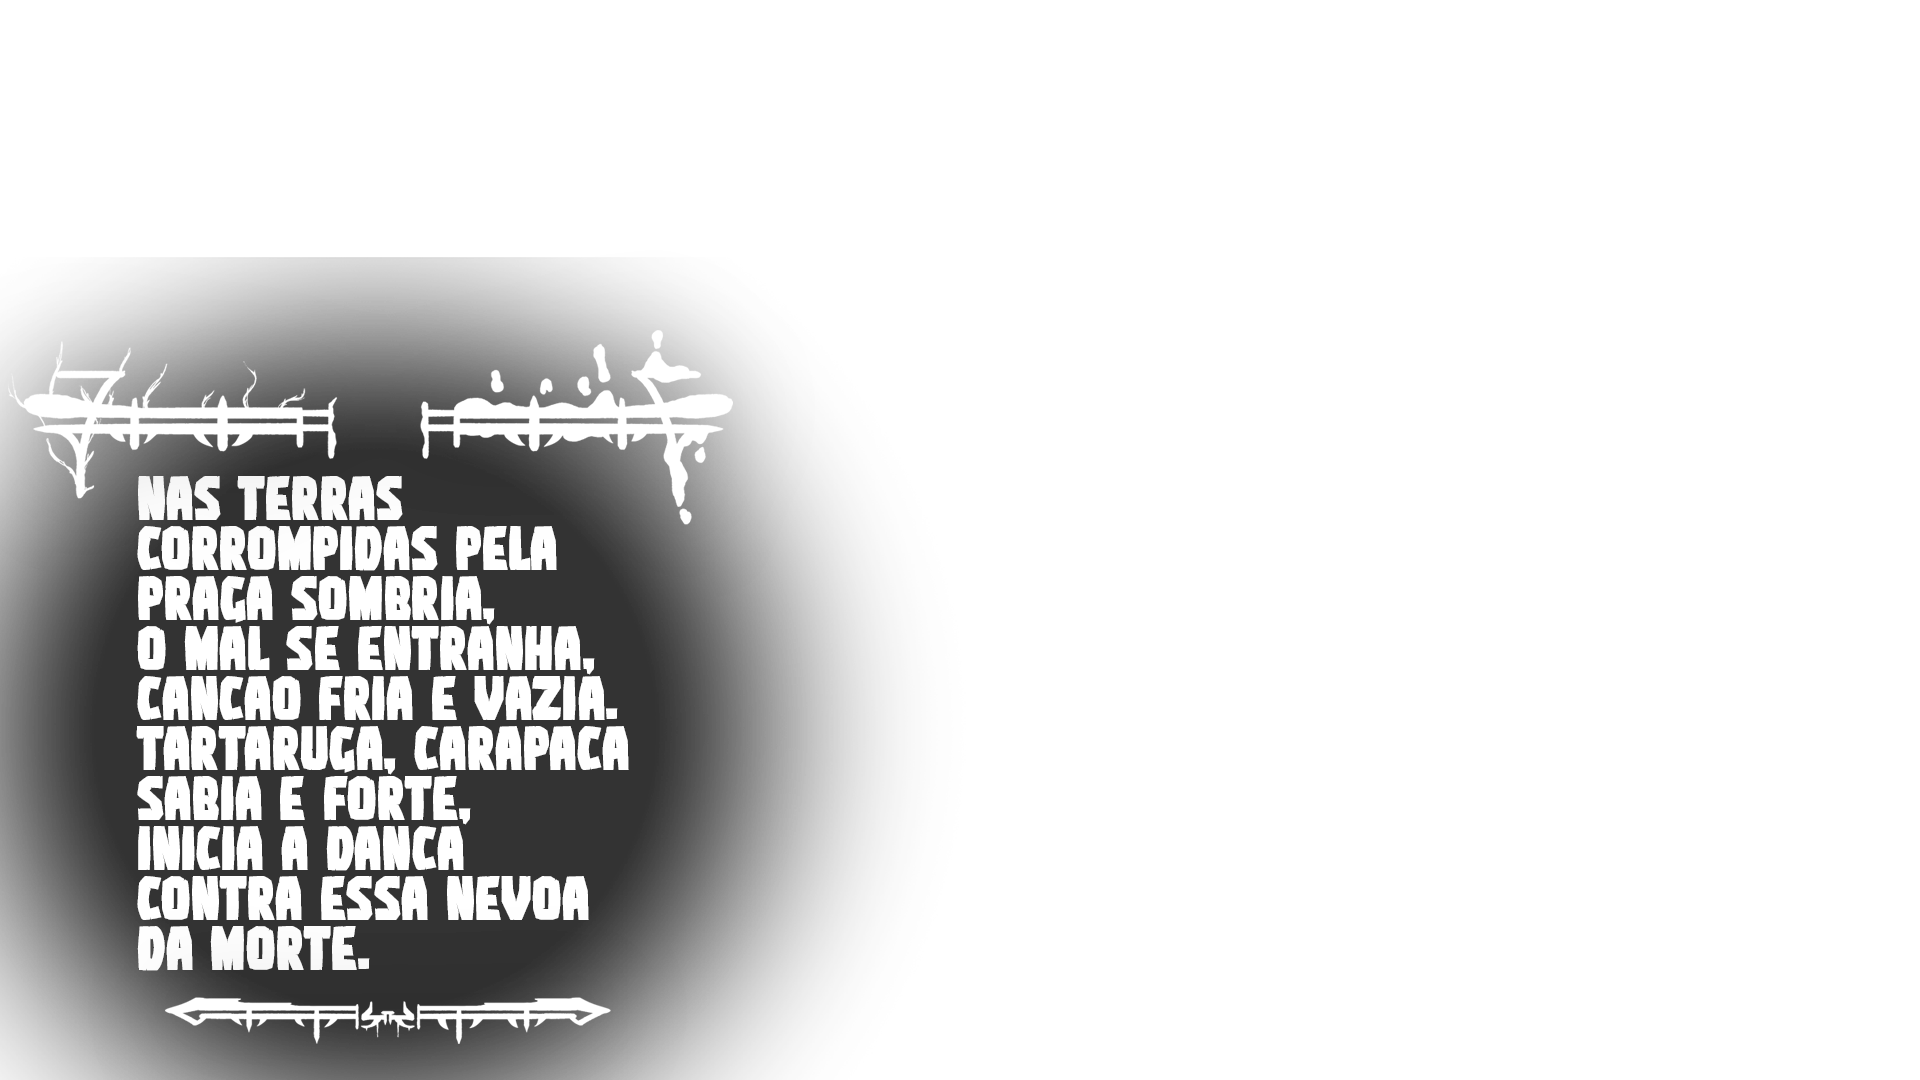 NAS TERRAS
CORROMPIDAS PELA
PRAGA SOMBRIA,
O MAL SE ENTRANHA,
CANCAO FRIA E VAZIA.
TARTARUGA, CARAPACA
SABIA E FORTE,
INICIA A DANCA
CONTRA ESSA NEVOA
DA MORTE.